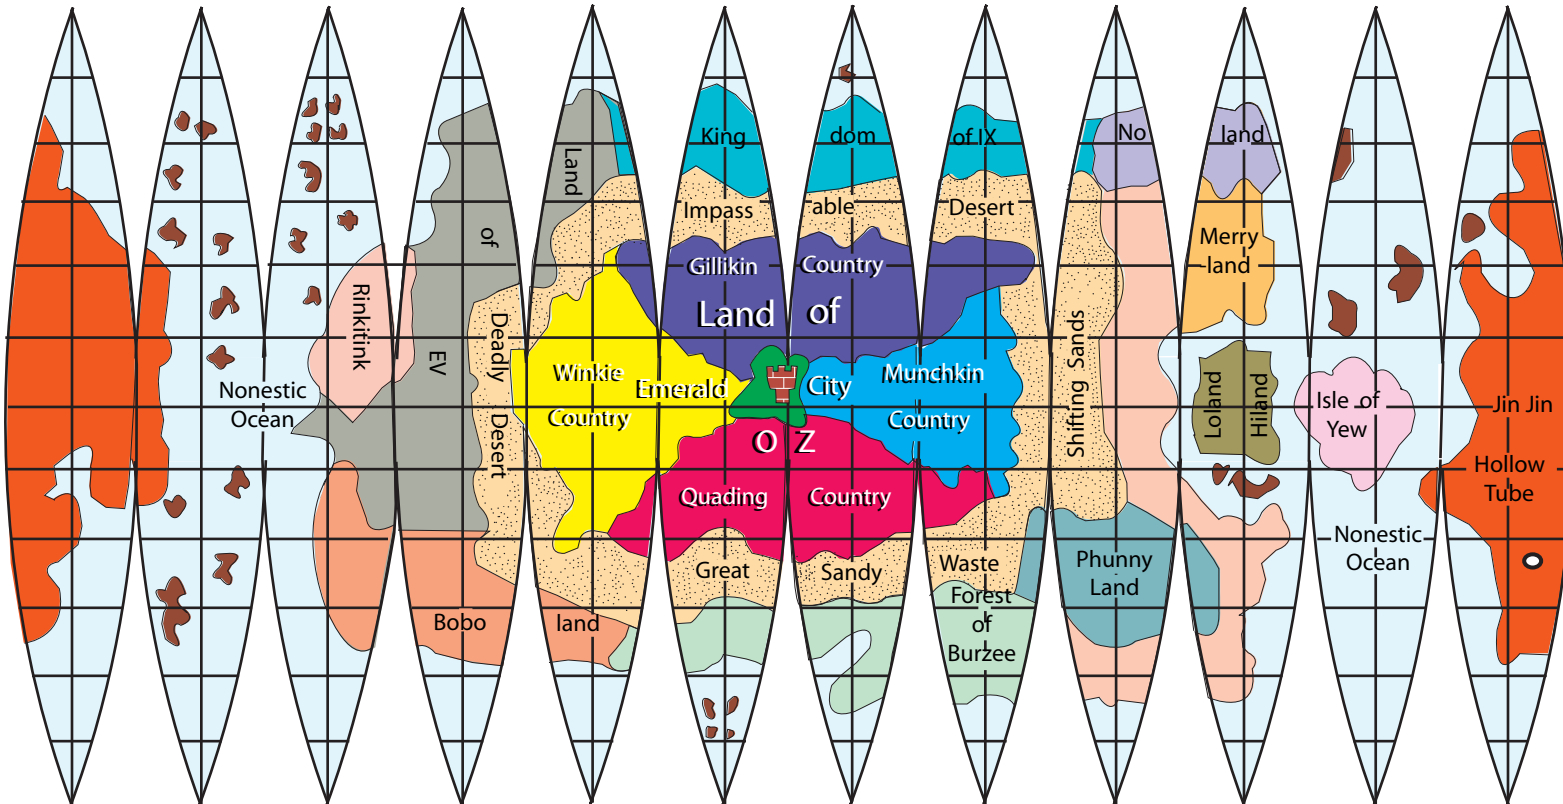 King dom of IX
No land
Land
of
EV
Impass able Desert
Merry
-land
Gillikin Country
Land of
Rinkitink
Deadly Desert
Shifting Sands
Winkie
Country
Emerald City
Munchkin
Country
Nonestic
Ocean
O Z
Loland
Hiland
Isle of
Yew
Jin Jin
Hollow
Tube
Quading Country
Nonestic
Ocean
Great Sandy Waste
Phunny
Land
Forest
of
Burzee
Bobo land